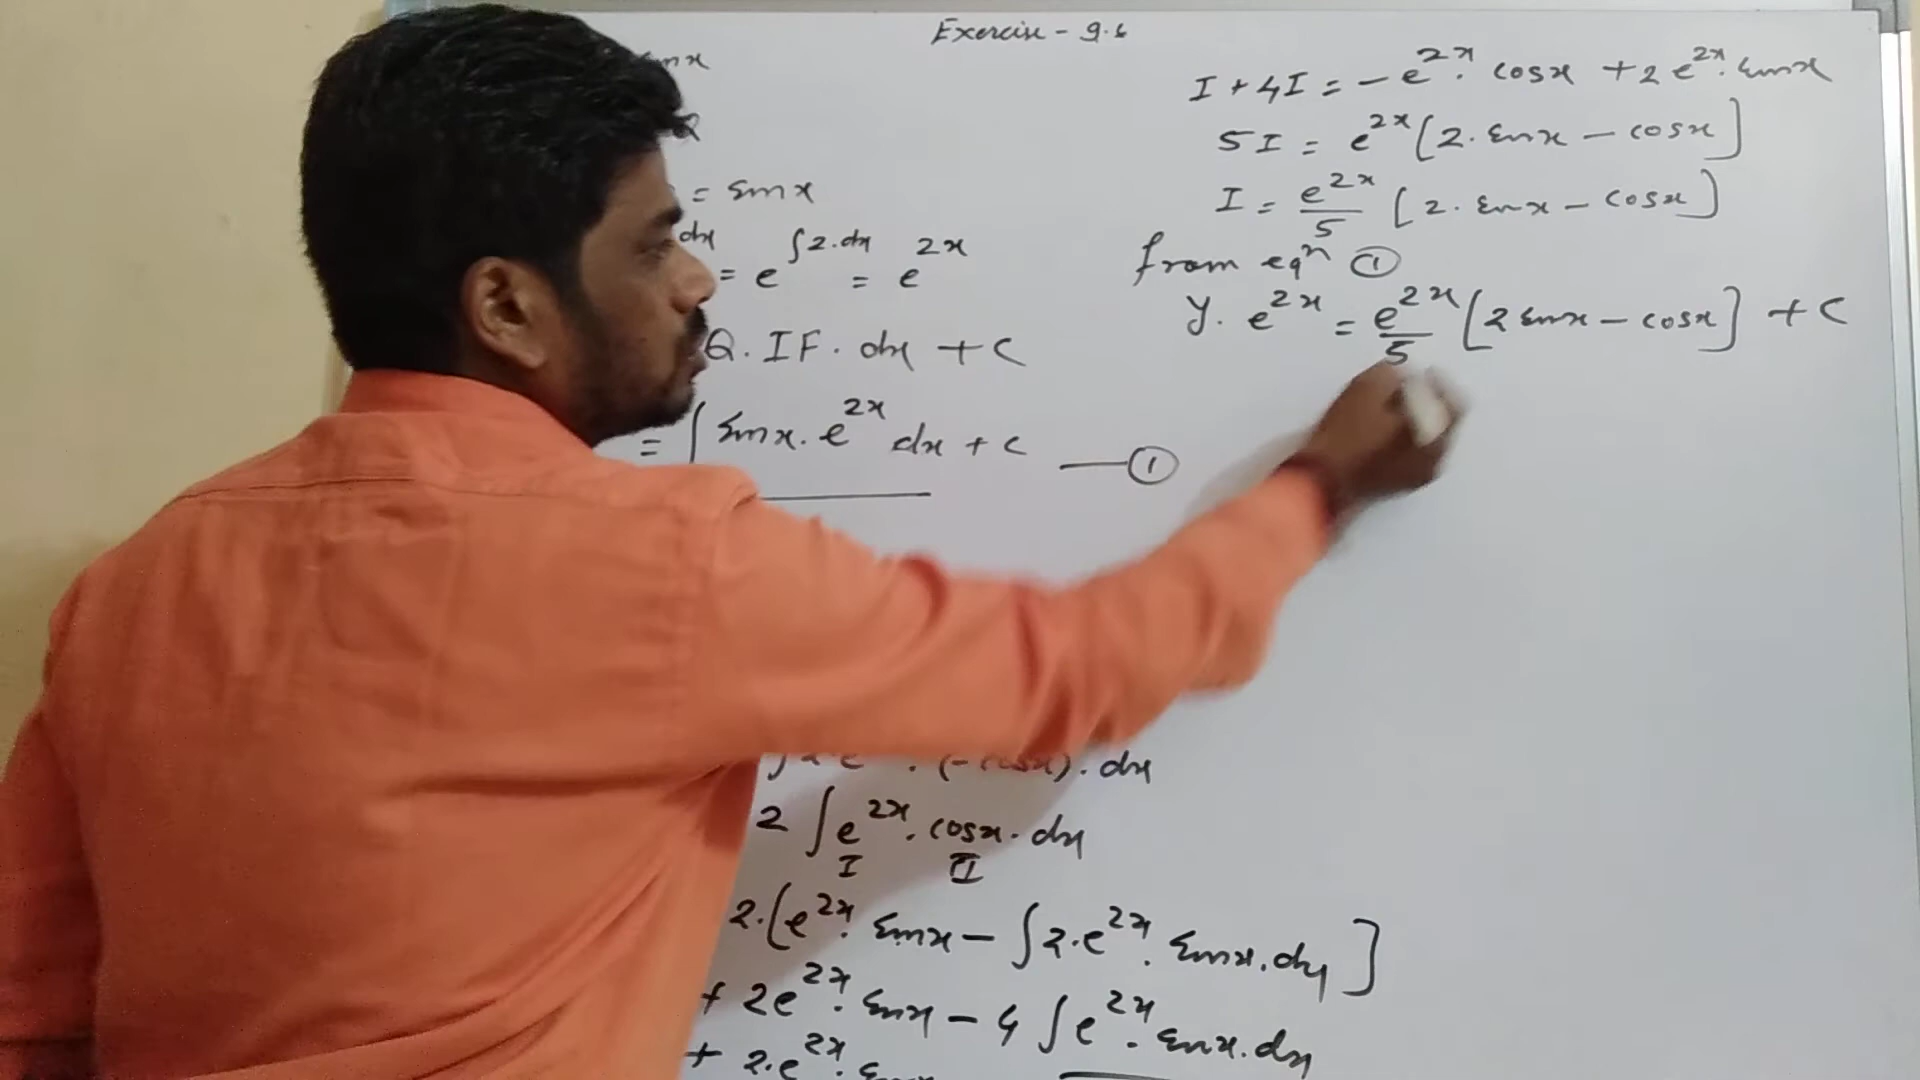 Exercise - 9.6
sinx
= sinx
dx = e^∫2.dx = e^2x
Q. IF. dx + C
= ∫ sinx. e^2x dx + C —— ①
. (- cosx). dx
2 ∫ e^2x. cosx. dx
I II
2.[e^2x. sinx - ∫2.e^2x. sinx.dx]
+ 2e^2x. sinx - 4 ∫ e^2x. sinx.dx
+ 2.e^2x.
I + 4I = - e^2x. cosx + 2 e^2x. sinx
5I = e^2x [2. sinx - cosx]
I = e^2x/5 [2. sinx - cosx]
from eqⁿ ①
y. e^2x = e^2x/5 [2 sinx - cosx] + C